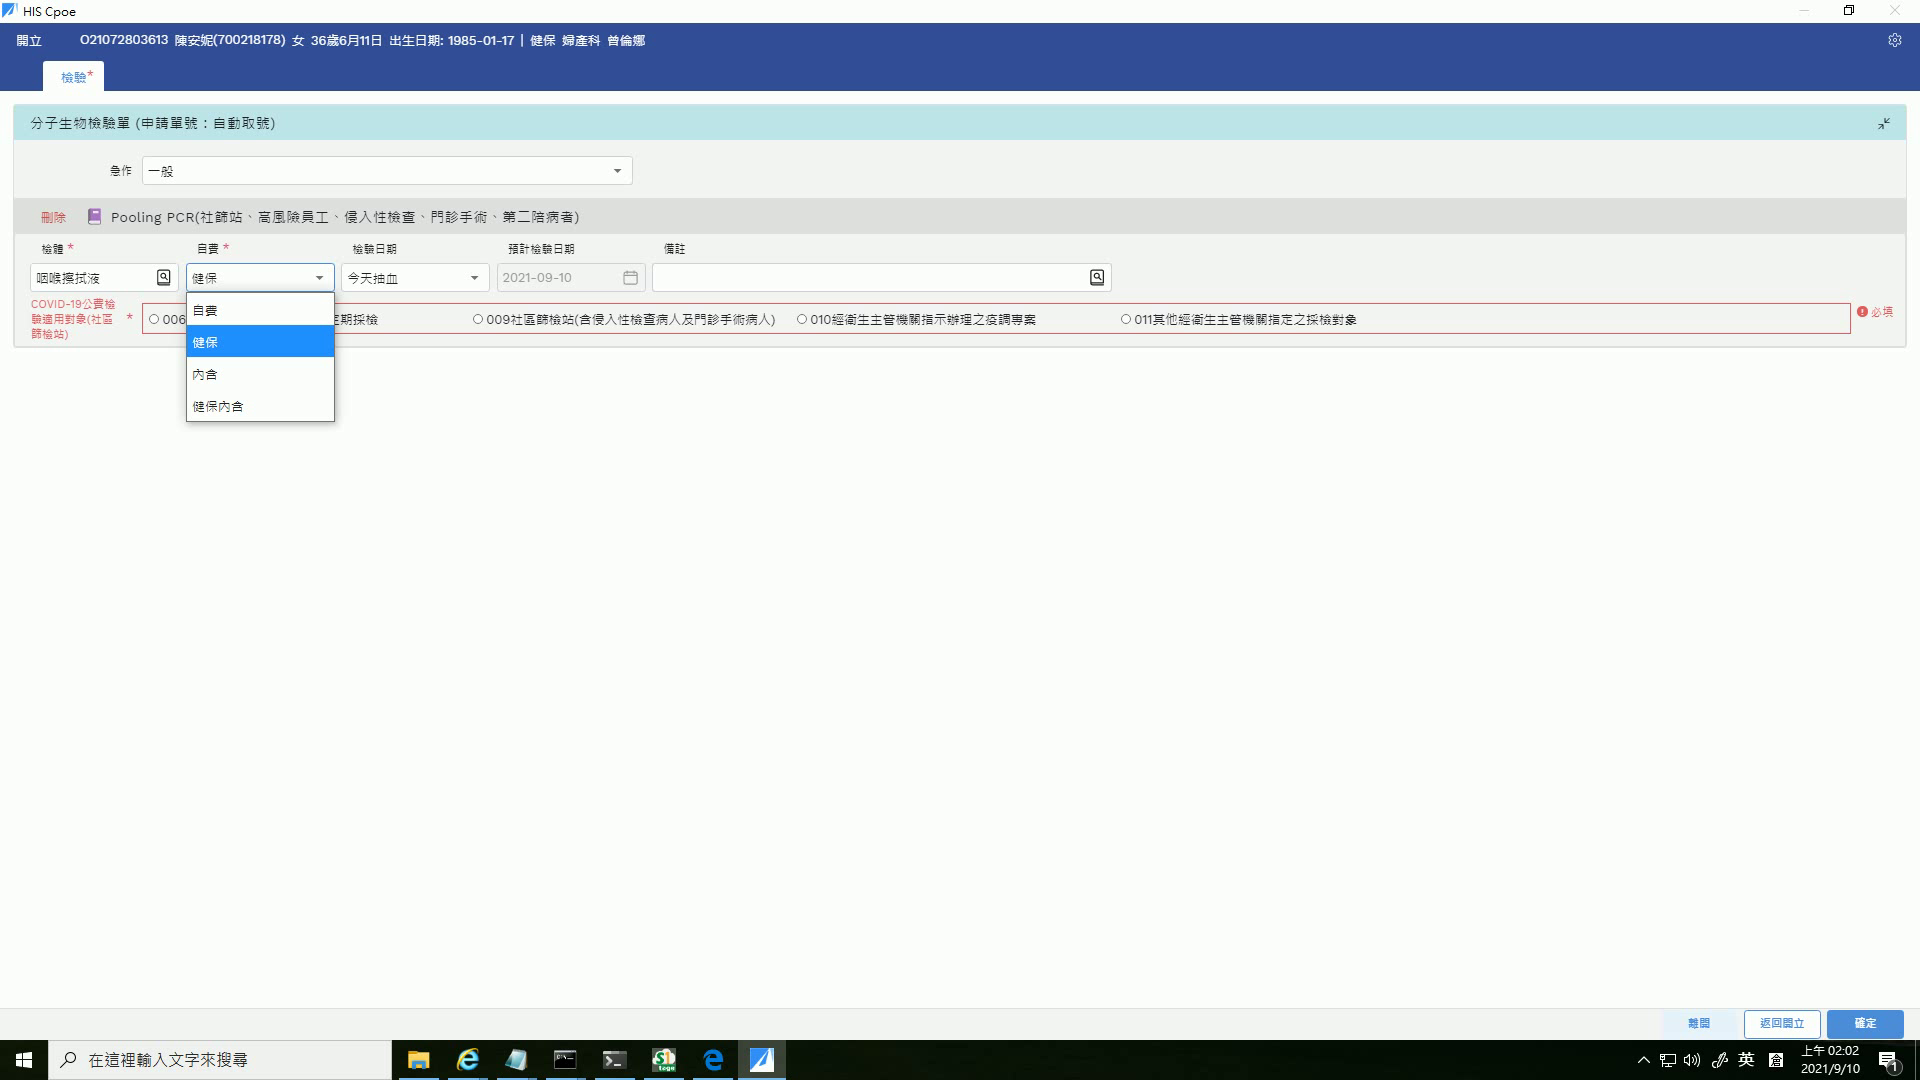 HIS Cpoe
開立 O21072803613 陳安妮(700218178) 女 36歲6月11日 出生日期: 1985-01-17 | 健保 婦產科 曾倫娜
檢驗*
分子生物檢驗單 (申請單號：自動取號)
急作 一般
刪除 Pooling PCR(社篩站、高風險員工、侵入性檢查、門診手術、第二陪病者)
檢體 * 自費 * 檢驗日期 預計檢驗日期 備註
咽喉擦拭液 健保 今天抽血 2021-09-10
COVID-19公費檢驗適用對象(社區篩檢站) * 006 定期採檢 009社區篩檢站(含侵入性檢查病人及門診手術病人) 010經衛生主管機關指示辦理之疫調專案 011其他經衛生主管機關指定之採檢對象 必填
自費
健保
內含
健保內含
離開 返回開立 確定
在這裡輸入文字來搜尋
英
上午 02:02
2021/9/10
1